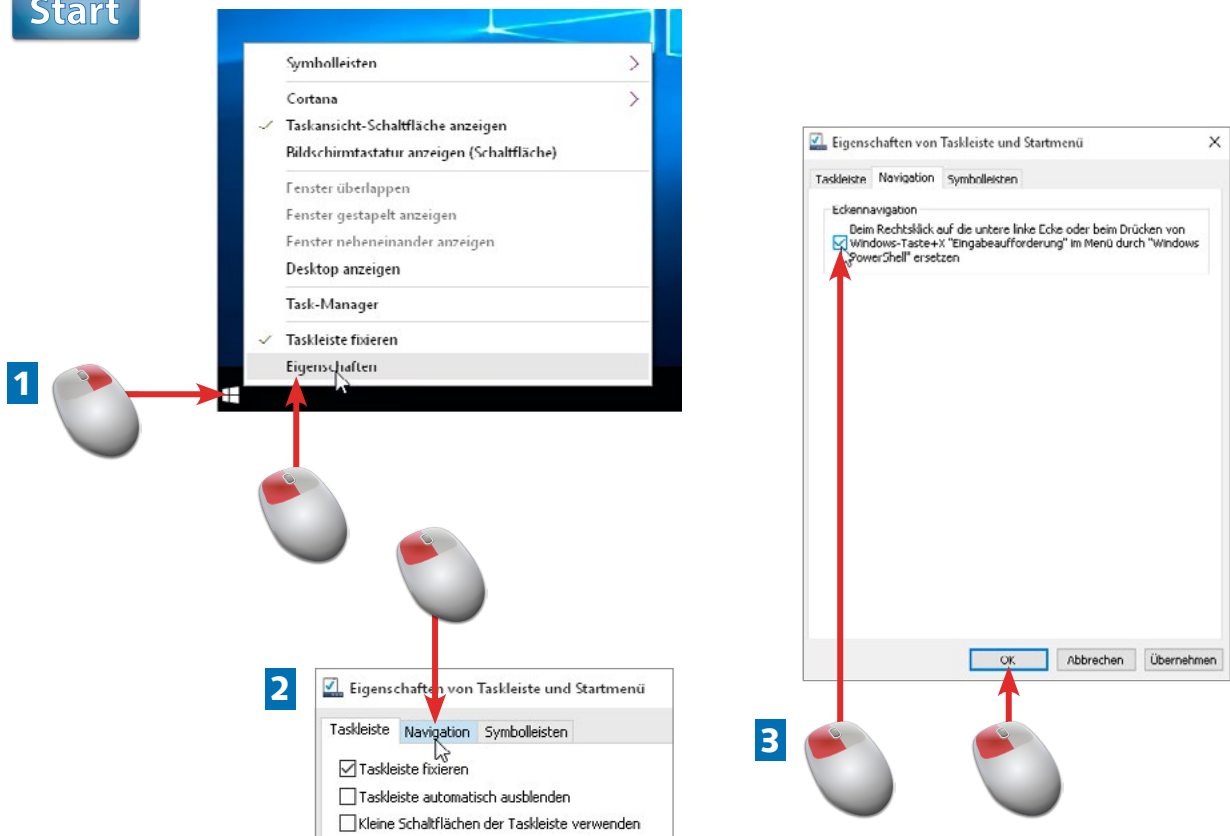 Start
Symbolleisten
Cortana
Taskansicht-Schaltfläche anzeigen
Bildschirmtastatur anzeigen (Schaltfläche)
Fenster überlappen
Fenster gestapelt anzeigen
Fenster nebeneinander anzeigen
Desktop anzeigen
Task-Manager
Taskleiste fixieren
Eigenschaften
1
2
Eigenschaften von Taskleiste und Startmenü
Taskleiste Navigation Symbolleisten
Taskleiste fixieren
Taskleiste automatisch ausblenden
Kleine Schaltflächen der Taskleiste verwenden
Eigenschaften von Taskleiste und Startmenü
Taskleiste Navigation Symbolleisten
Eckennavigation
Beim Rechtsklick auf die untere linke Ecke oder beim Drücken von
Windows-Taste+X "Eingabeaufforderung" im Menü durch "Windows
PowerShell" ersetzen
OK Abbrechen Übernehmen
3